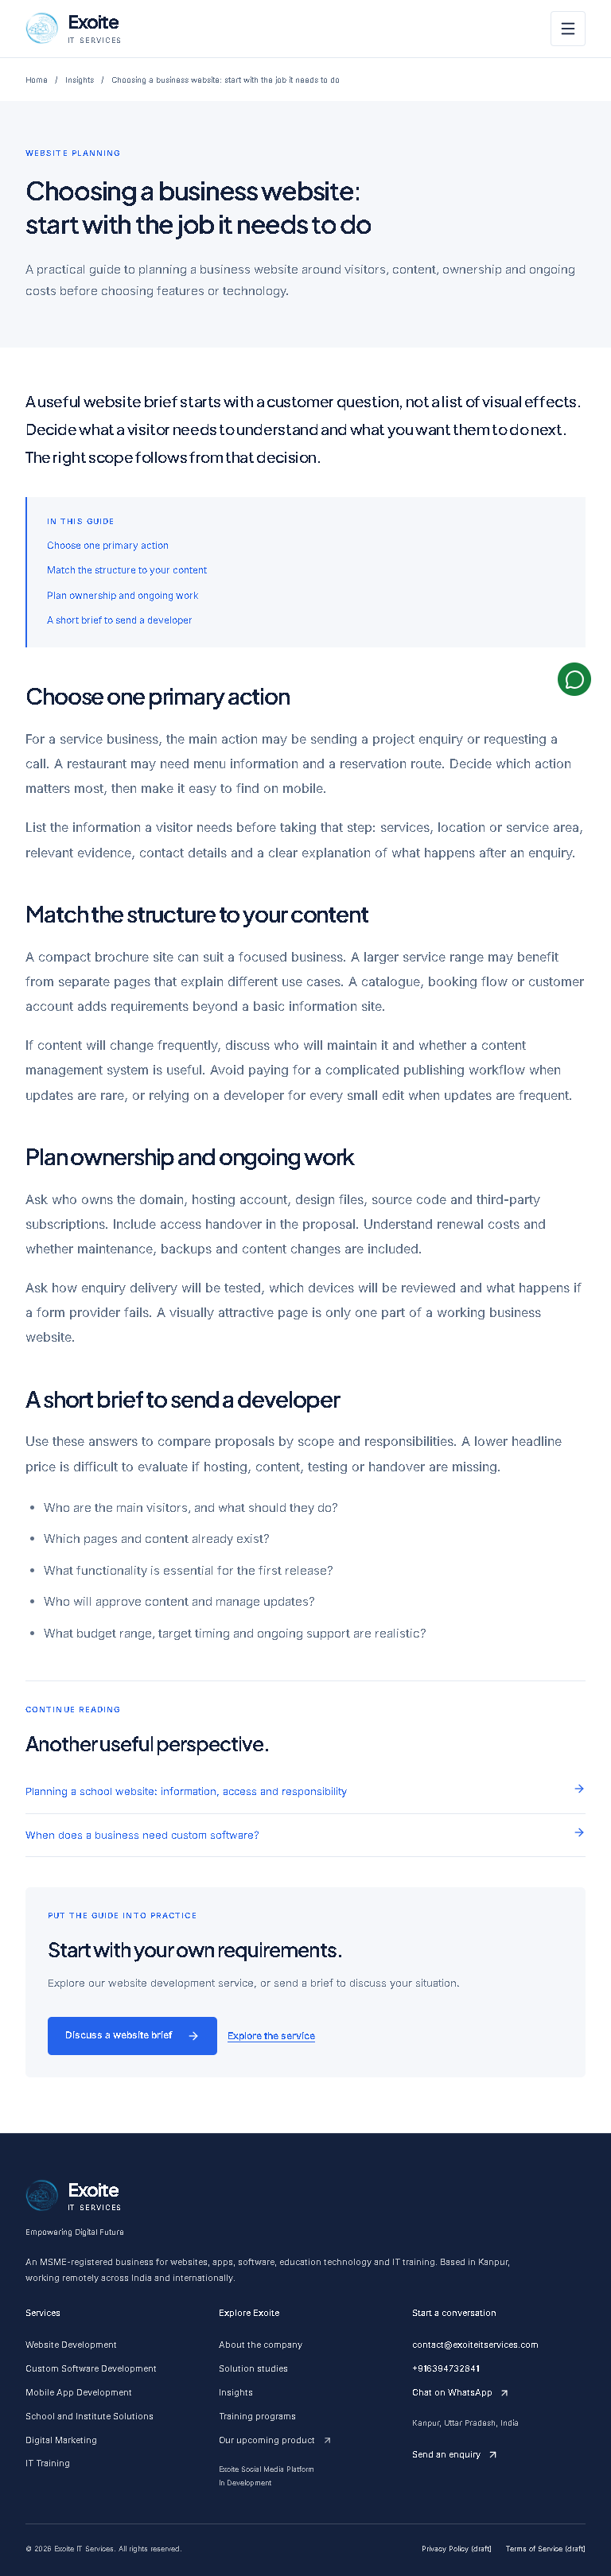 Exoite
IT SERVICES
Home / Insights / Choosing a business website: start with the job it needs to do
WEBSITE PLANNING
Choosing a business website:
start with the job it needs to do
A practical guide to planning a business website around visitors, content, ownership and ongoing
costs before choosing features or technology.
A useful website brief starts with a customer question, not a list of visual effects.
Decide what a visitor needs to understand and what you want them to do next.
The right scope follows from that decision.
IN THIS GUIDE
Choose one primary action
Match the structure to your content
Plan ownership and ongoing work
A short brief to send a developer
Choose one primary action
For a service business, the main action may be sending a project enquiry or requesting a
call. A restaurant may need menu information and a reservation route. Decide which action
matters most, then make it easy to find on mobile.
List the information a visitor needs before taking that step: services, location or service area,
relevant evidence, contact details and a clear explanation of what happens after an enquiry.
Match the structure to your content
A compact brochure site can suit a focused business. A larger service range may benefit
from separate pages that explain different use cases. A catalogue, booking flow or customer
account adds requirements beyond a basic information site.
If content will change frequently, discuss who will maintain it and whether a content
management system is useful. Avoid paying for a complicated publishing workflow when
updates are rare, or relying on a developer for every small edit when updates are frequent.
Plan ownership and ongoing work
Ask who owns the domain, hosting account, design files, source code and third-party
subscriptions. Include access handover in the proposal. Understand renewal costs and
whether maintenance, backups and content changes are included.
Ask how enquiry delivery will be tested, which devices will be reviewed and what happens if
a form provider fails. A visually attractive page is only one part of a working business
website.
A short brief to send a developer
Use these answers to compare proposals by scope and responsibilities. A lower headline
price is difficult to evaluate if hosting, content, testing or handover are missing.
• Who are the main visitors, and what should they do?
• Which pages and content already exist?
• What functionality is essential for the first release?
• Who will approve content and manage updates?
• What budget range, target timing and ongoing support are realistic?
CONTINUE READING
Another useful perspective.
Planning a school website: information, access and responsibility
When does a business need custom software?
PUT THE GUIDE INTO PRACTICE
Start with your own requirements.
Explore our website development service, or send a brief to discuss your situation.
Discuss a website brief
Explore the service
Exoite
IT SERVICES
Empowering Digital Future
An MSME-registered business for websites, apps, software, education technology and IT training. Based in Kanpur,
working remotely across India and internationally.
Services
Website Development
Custom Software Development
Mobile App Development
School and Institute Solutions
Digital Marketing
IT Training
Explore Exoite
About the company
Solution studies
Insights
Training programs
Our upcoming product
Exoite Social Media Platform
In Development
Start a conversation
contact@exoiteitservices.com
+916394732841
Chat on WhatsApp
Kanpur, Uttar Pradesh, India
Send an enquiry
© 2026 Exoite IT Services. All rights reserved.
Privacy Policy (draft)
Terms of Service (draft)